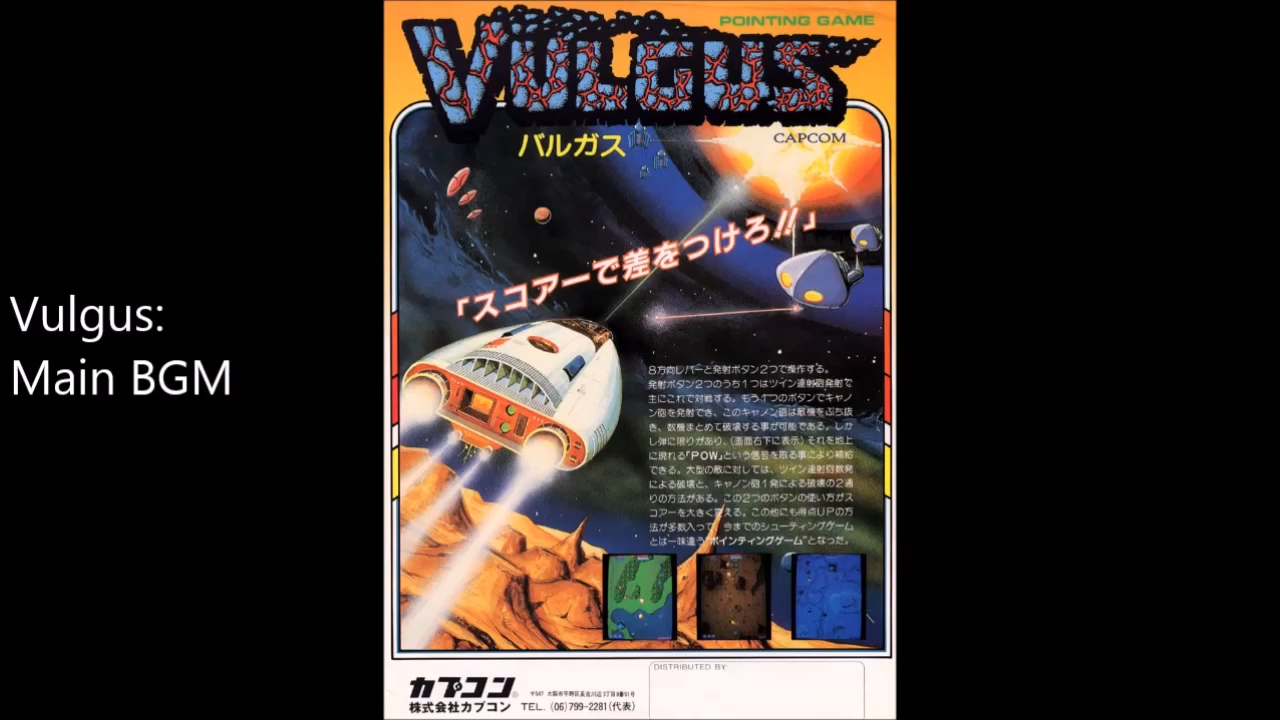 Vulgus:
Main BGM
POINTING GAME
VULGUS
バルガス
CAPCOM
「スコアーで差をつけろ!!」
8方向レバーと発射ボタン2つで操作する。
発射ボタン2つのうち1つはツイン連射砲発射で
主にこれで対戦する。もう1つのボタンでキャノ
ン砲を発射でき、このキャノン砲は敵機をぶち抜
き、数機まとめて破壊する事が可能である。しか
し弾に限りがあり、(画面右下に表示)それを地上
に現れる「POW」という信号を取る事により補給
できる。大型の敵に対しては、ツイン連射砲数発
による破壊と、キャノン砲1発による破壊の2通
りの方法がある。この2つのボタンの使い方がス
コアーを大きく変える。この他にも得点UPの方
法が多数入って、今までのシューティングゲーム
とは一味違う"ポインティングゲーム"となった。
カプコン
株式会社カプコン
〒547 大阪市平野区長吉川辺3丁目
TEL. (06)799-2281(代表)
DISTRIBUTED BY